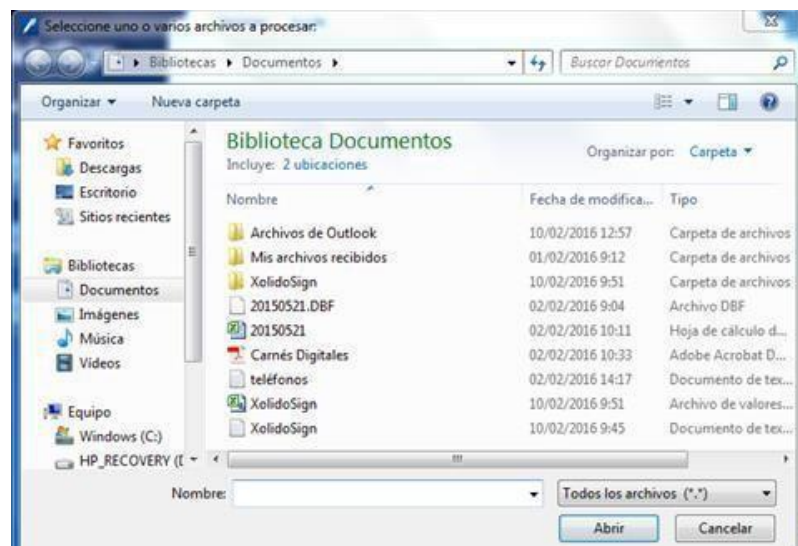 Seleccione uno o varios archivos a procesar:
Bibliotecas Documentos
Buscar Documentos
Organizar Nueva carpeta
Favoritos
Descargas
Escritorio
Sitios recientes
Bibliotecas
Documentos
Imágenes
Música
Vídeos
Equipo
Windows (C:)
HP_RECOVERY (
Biblioteca Documentos
Incluye: 2 ubicaciones
Organizar por: Carpeta
Nombre Fecha de modifica... Tipo
Archivos de Outlook 10/02/2016 12:57 Carpeta de archivos
Mis archivos recibidos 01/02/2016 9:12 Carpeta de archivos
XolidoSign 10/02/2016 9:51 Carpeta de archivos
20150521.DBF 02/02/2016 9:04 Archivo DBF
20150521 02/02/2016 10:11 Hoja de cálculo d...
Carnés Digitales 02/02/2016 10:33 Adobe Acrobat D...
teléfonos 02/02/2016 14:17 Documento de tex...
XolidoSign 10/02/2016 9:51 Archivo de valores...
XolidoSign 10/02/2016 9:45 Documento de tex...
Nombre: Todos los archivos (*.*)
Abrir Cancelar